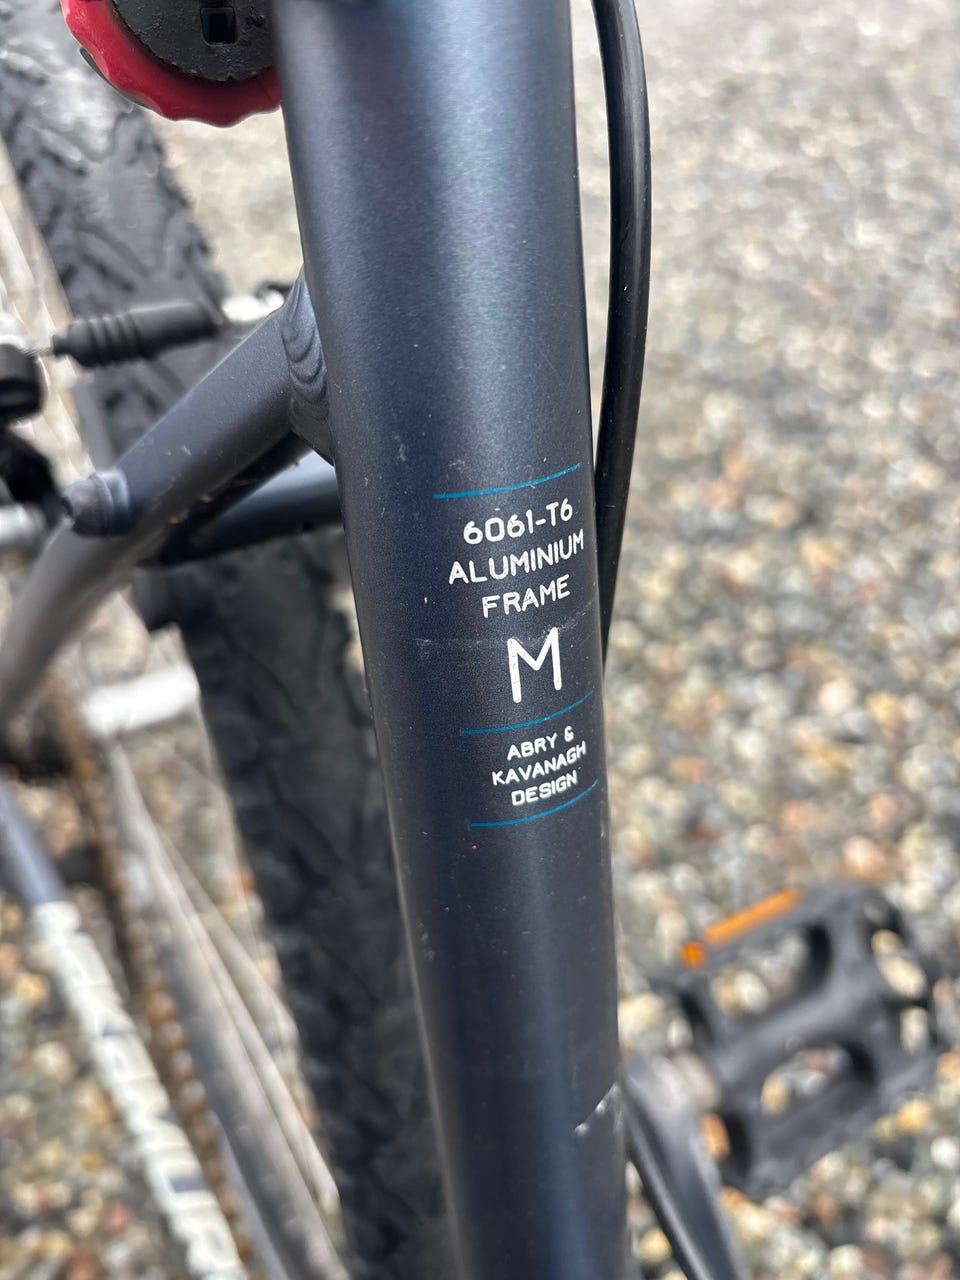 6061-T6
ALUMINIUM
FRAME
M
ABRY &
KAVANAGH
DESIGN